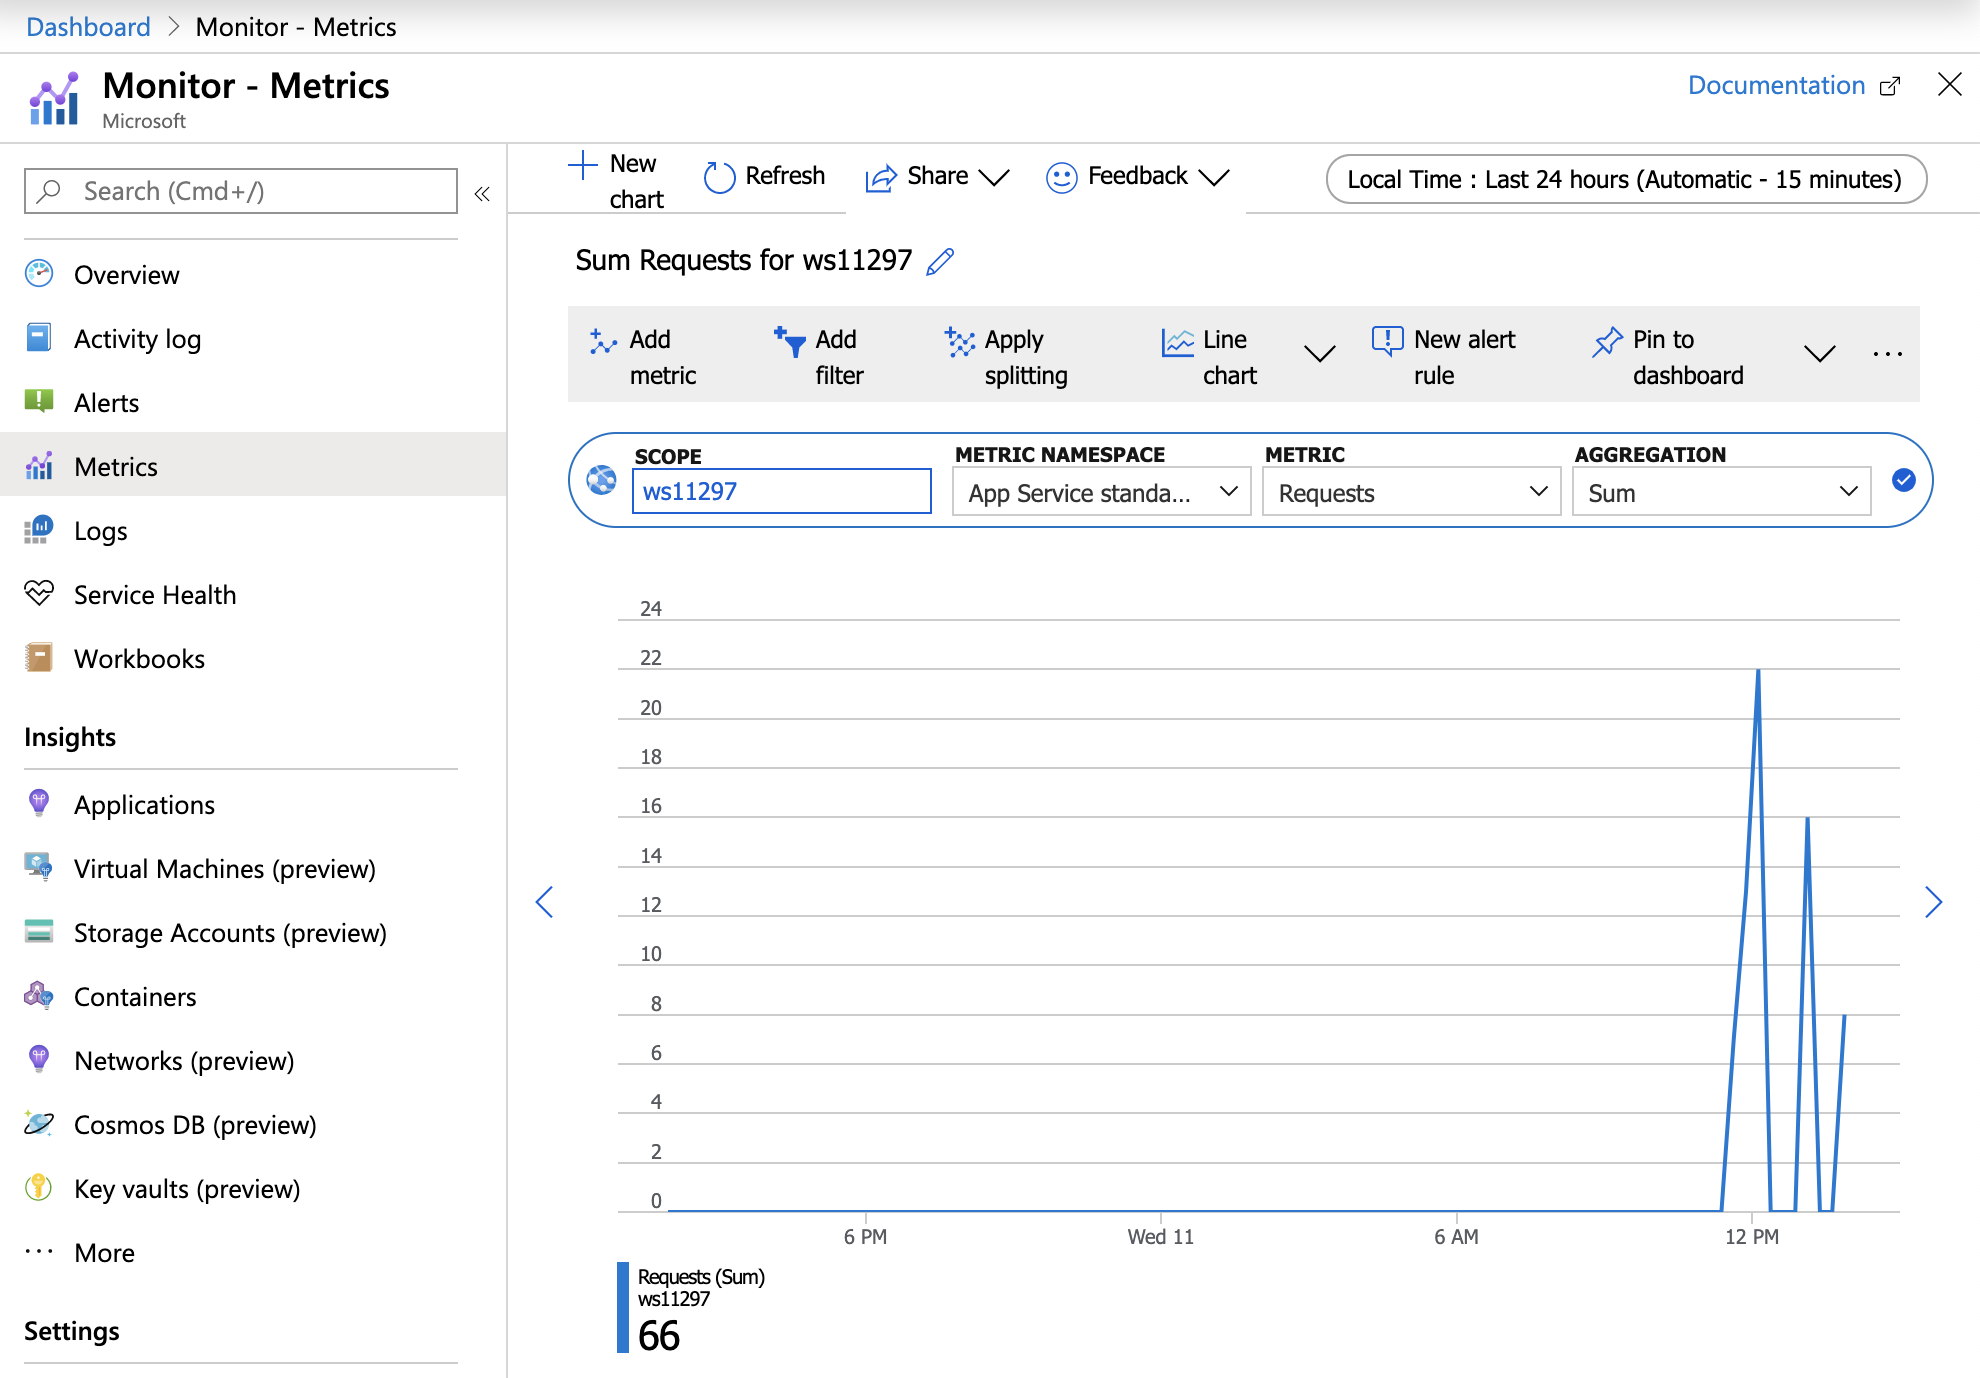 Dashboard > Monitor - Metrics
Monitor - Metrics
Microsoft
Documentation
Search (Cmd+/)
«
Overview
Activity log
Alerts
Metrics
Logs
Service Health
Workbooks
Insights
Applications
Virtual Machines (preview)
Storage Accounts (preview)
Containers
Networks (preview)
Cosmos DB (preview)
Key vaults (preview)
... More
Settings
New
chart
Refresh
Share
Feedback
Local Time : Last 24 hours (Automatic - 15 minutes)
Sum Requests for ws11297
Add
metric
Add
filter
Apply
splitting
Line
chart
New alert
rule
Pin to
dashboard
...
SCOPE
ws11297
METRIC NAMESPACE
App Service standa...
METRIC
Requests
AGGREGATION
Sum
24
22
20
18
16
14
12
10
8
6
4
2
0
6 PM
Wed 11
6 AM
12 PM
Requests (Sum)
ws11297
66